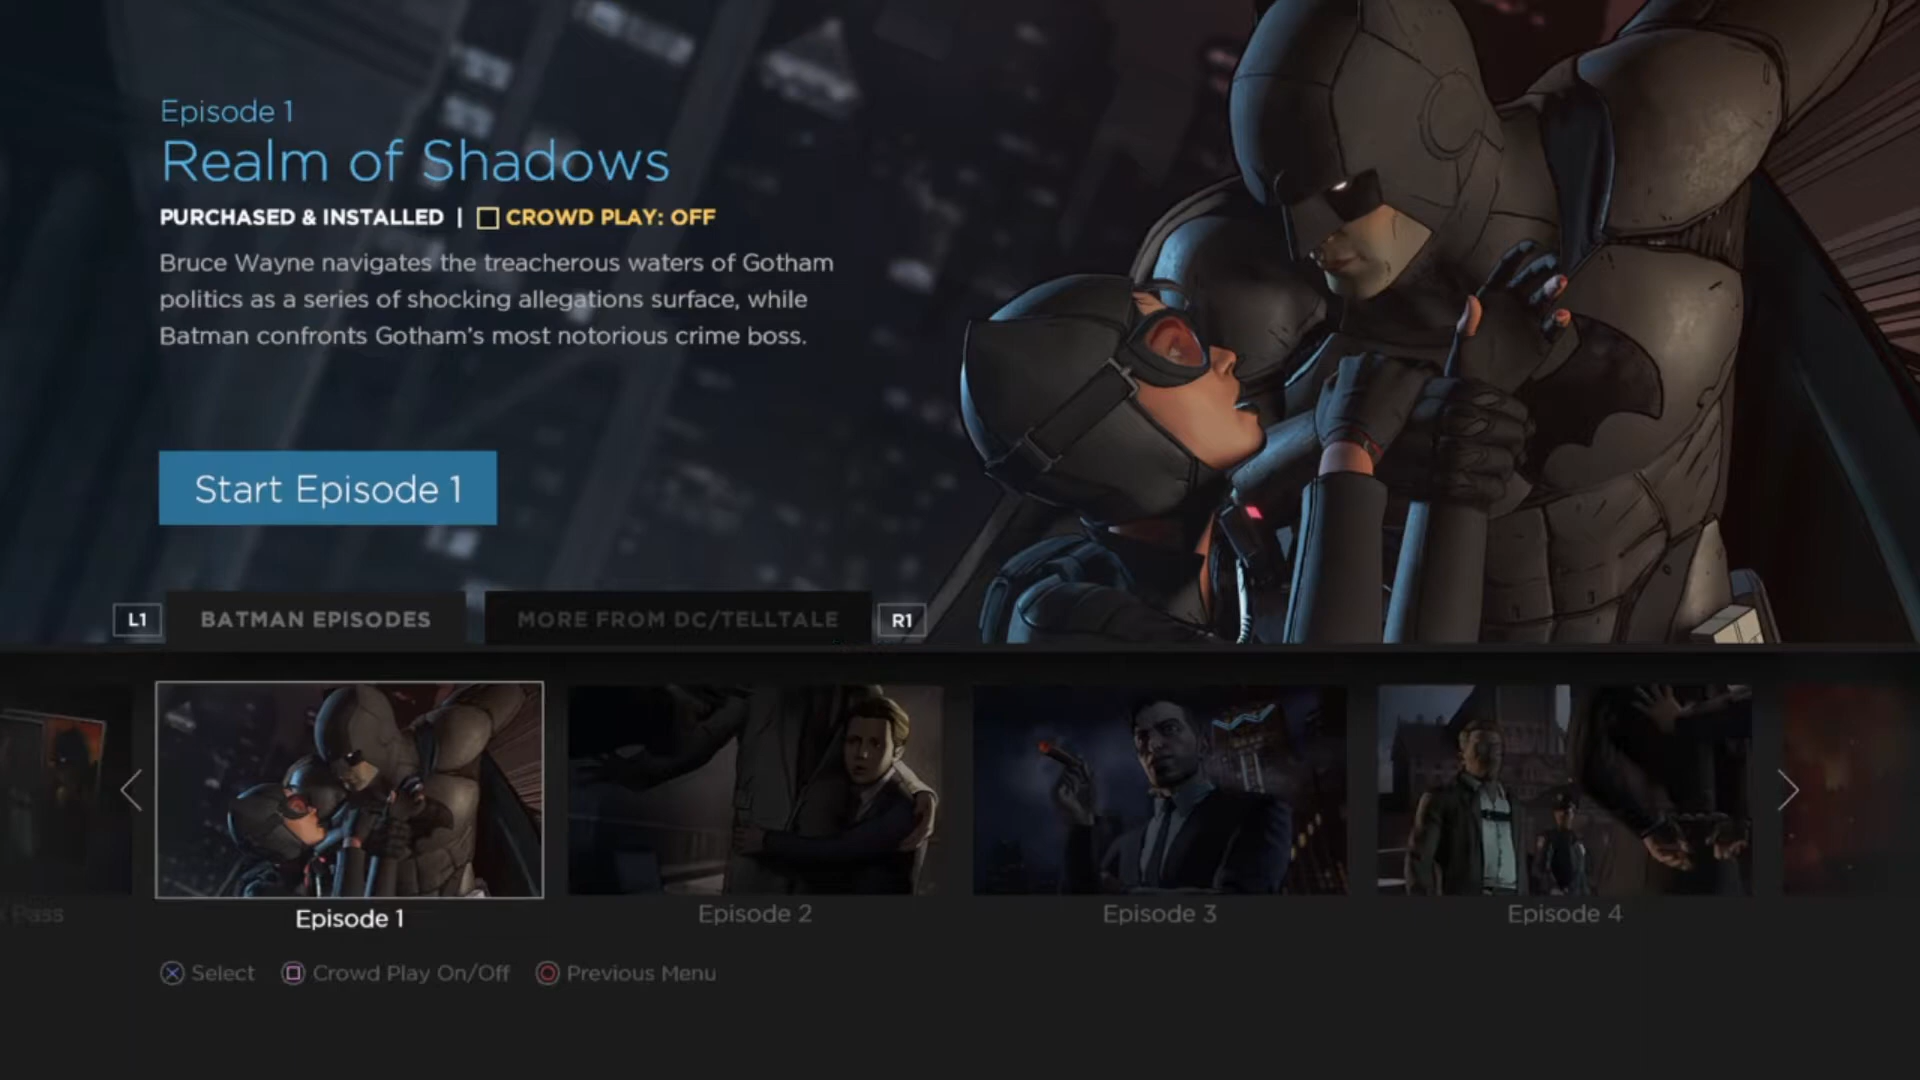 Episode 1
Realm of Shadows
PURCHASED & INSTALLED | CROWD PLAY: OFF
Bruce Wayne navigates the treacherous waters of Gotham
politics as a series of shocking allegations surface, while
Batman confronts Gotham's most notorious crime boss.
Start Episode 1
L1 BATMAN EPISODES MORE FROM DC/TELLTALE R1
Pass Episode 1 Episode 2 Episode 3 Episode 4
Select Crowd Play On/Off Previous Menu